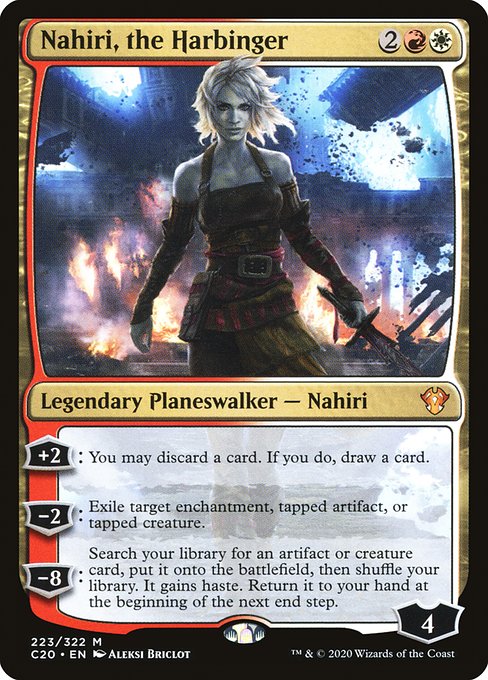 Nahiri, the Harbinger 2
Legendary Planeswalker — Nahiri
+2 : You may discard a card. If you do, draw a card.
−2 : Exile target enchantment, tapped artifact, or
tapped creature.
Search your library for an artifact or creature
card, put it onto the battlefield, then shuffle your
−8 : library. It gains haste. Return it to your hand at
the beginning of the next end step.
4
223/322 M
C20 • EN Aleksi Briclot
™ & © 2020 Wizards of the Coast